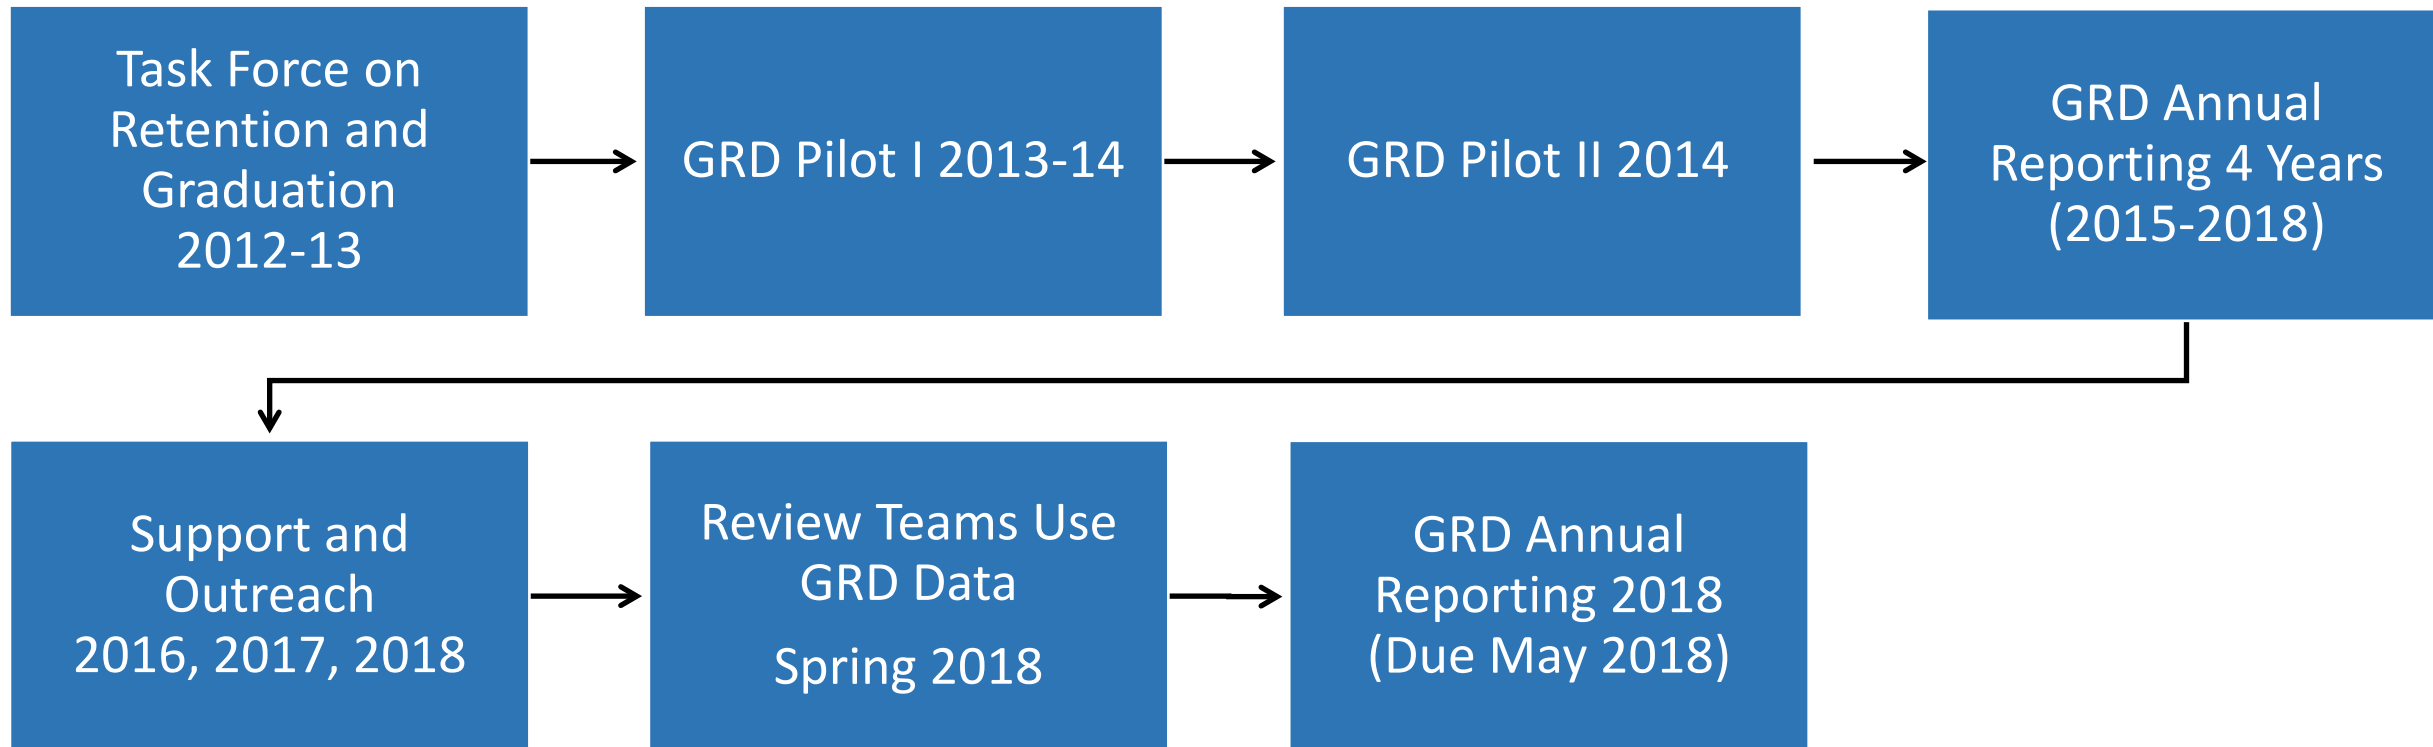 Task Force on
Retention and
Graduation
2012-13
GRD Pilot I 2013-14
GRD Pilot II 2014
GRD Annual
Reporting 4 Years
(2015-2018)
Support and
Outreach
2016, 2017, 2018
Review Teams Use
GRD Data
Spring 2018
GRD Annual
Reporting 2018
(Due May 2018)